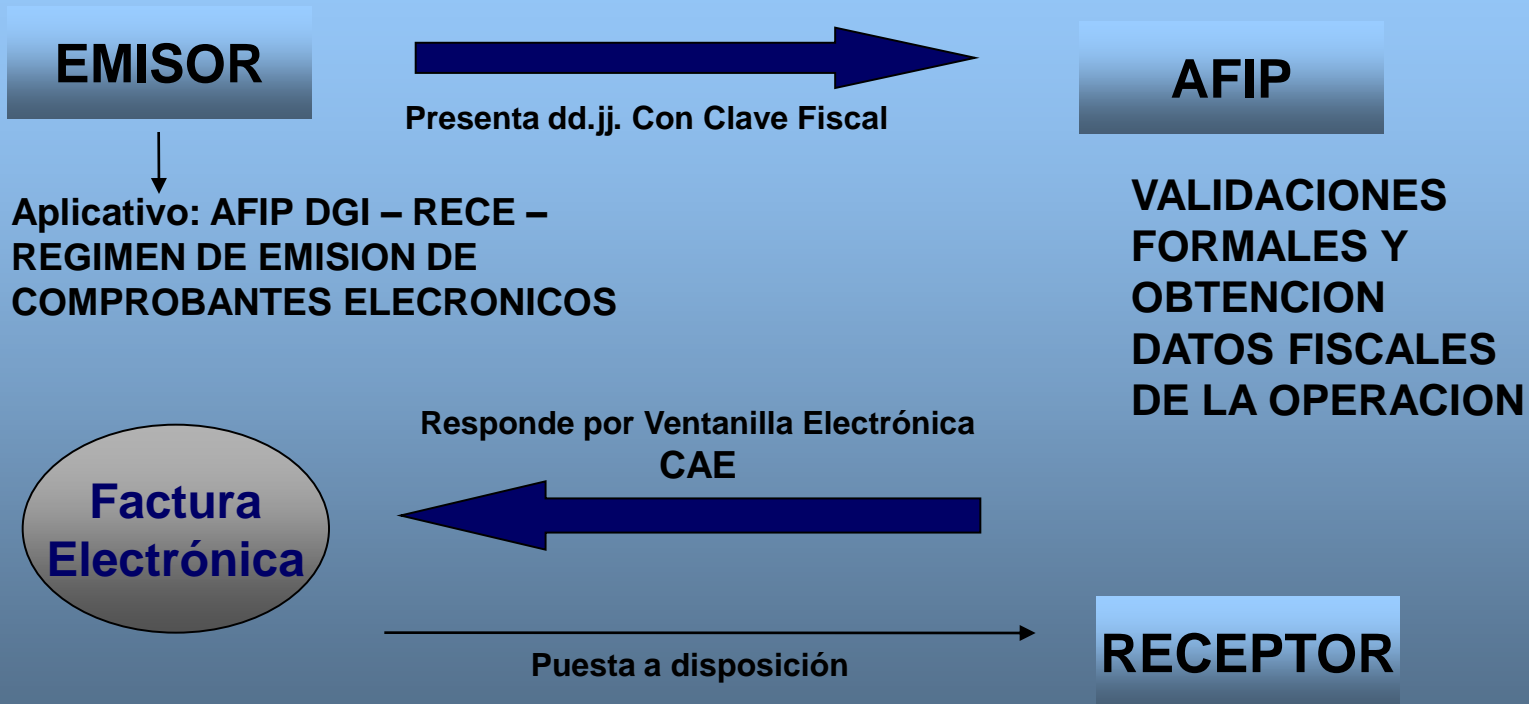 EMISOR
Presenta dd.jj. Con Clave Fiscal
AFIP
Aplicativo: AFIP DGI – RECE –
REGIMEN DE EMISION DE
COMPROBANTES ELECRONICOS
VALIDACIONES
FORMALES Y
OBTENCION
DATOS FISCALES
DE LA OPERACION
Responde por Ventanilla Electrónica
CAE
Factura
Electrónica
Puesta a disposición
RECEPTOR